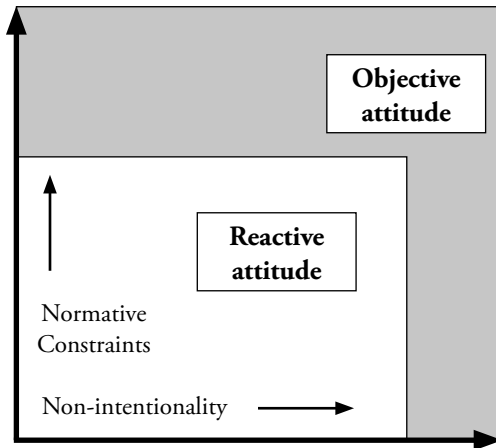 Objective
attitude
Reactive
attitude
Normative
Constraints
Non-intentionality